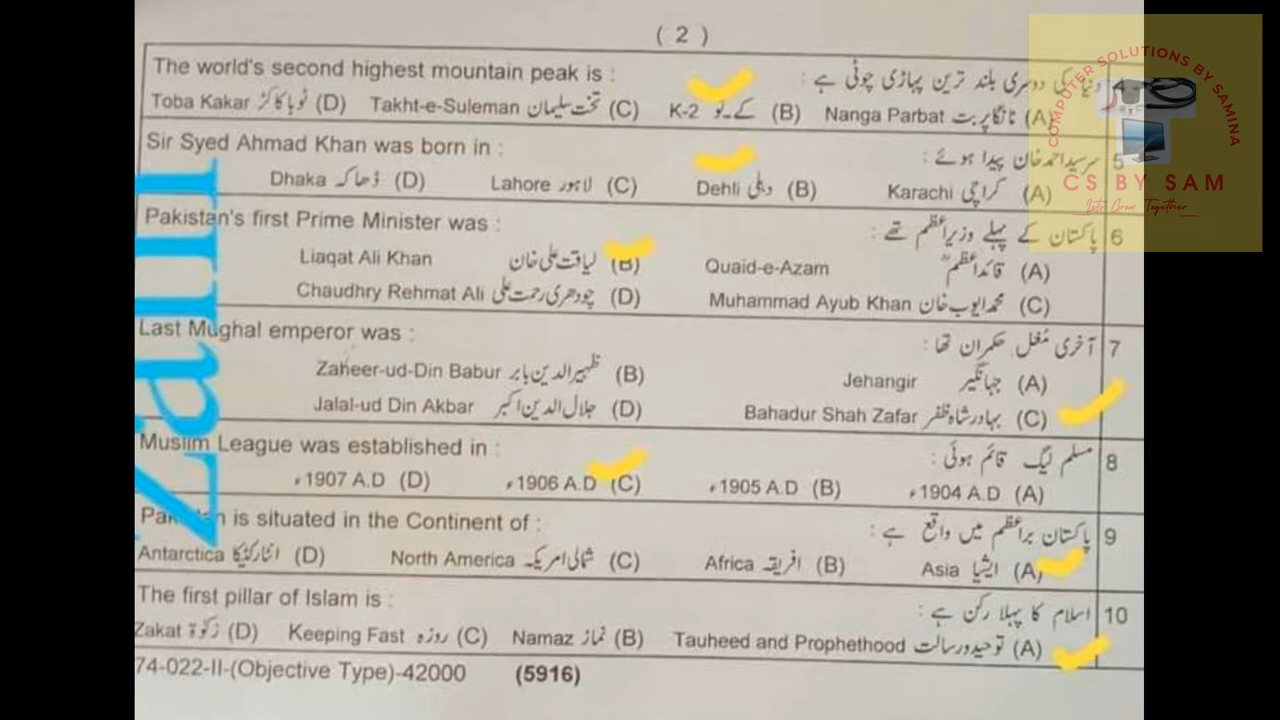 ( 2 )
The world's second highest mountain peak is : دنیا کی دوسری بلند ترین پہاڑی چوٹی ہے : 4
Toba Kakar ٹوبا کاکڑ (D) Takht-e-Suleman تخت سلیمان (C) K-2 کے۔ٹو (B) Nanga Parbat نانگا پربت (A)
Sir Syed Ahmad Khan was born in : سرسید احمد خان پیدا ہوئے : 5
Dhaka ڈھاکہ (D) Lahore لاہور (C) Dehli دہلی (B) Karachi کراچی (A)
Pakistan's first Prime Minister was : پاکستان کے پہلے وزیراعظم تھے : 6
Liaqat Ali Khan لیاقت علی خان (B) Quaid-e-Azam قائداعظمؒ (A)
Chaudhry Rehmat Ali چودھری رحمت علی (D) Muhammad Ayub Khan محمد ایوب خان (C)
Last Mughal emperor was : آخری مُغل حکمران تھا : 7
Zaheer-ud-Din Babur ظہیرالدین بابر (B) Jehangir جہانگیر (A)
Jalal-ud Din Akbar جلال الدین اکبر (D) Bahadur Shah Zafar بہادر شاہ ظفر (C)
Muslim League was established in : مسلم لیگ قائم ہوئی : 8
1907 A.D ء (D) 1906 A.D ء (C) 1905 A.D ء (B) 1904 A.D ء (A)
Pakistan is situated in the Continent of : پاکستان براعظم میں واقع ہے : 9
Antarctica انٹارکٹیکا (D) North America شمالی امریکہ (C) Africa افریقہ (B) Asia ایشیا (A)
The first pillar of Islam is : اسلام کا پہلا رکن ہے : 10
Zakat زکوٰۃ (D) Keeping Fast روزہ (C) Namaz نماز (B) Tauheed and Prophethood توحید و رسالت (A)
74-022-II-(Objective Type)-42000 (5916)
COMPUTER SOLUTIONS BY SAMINA
CS BY SAM
Let's Grow Together